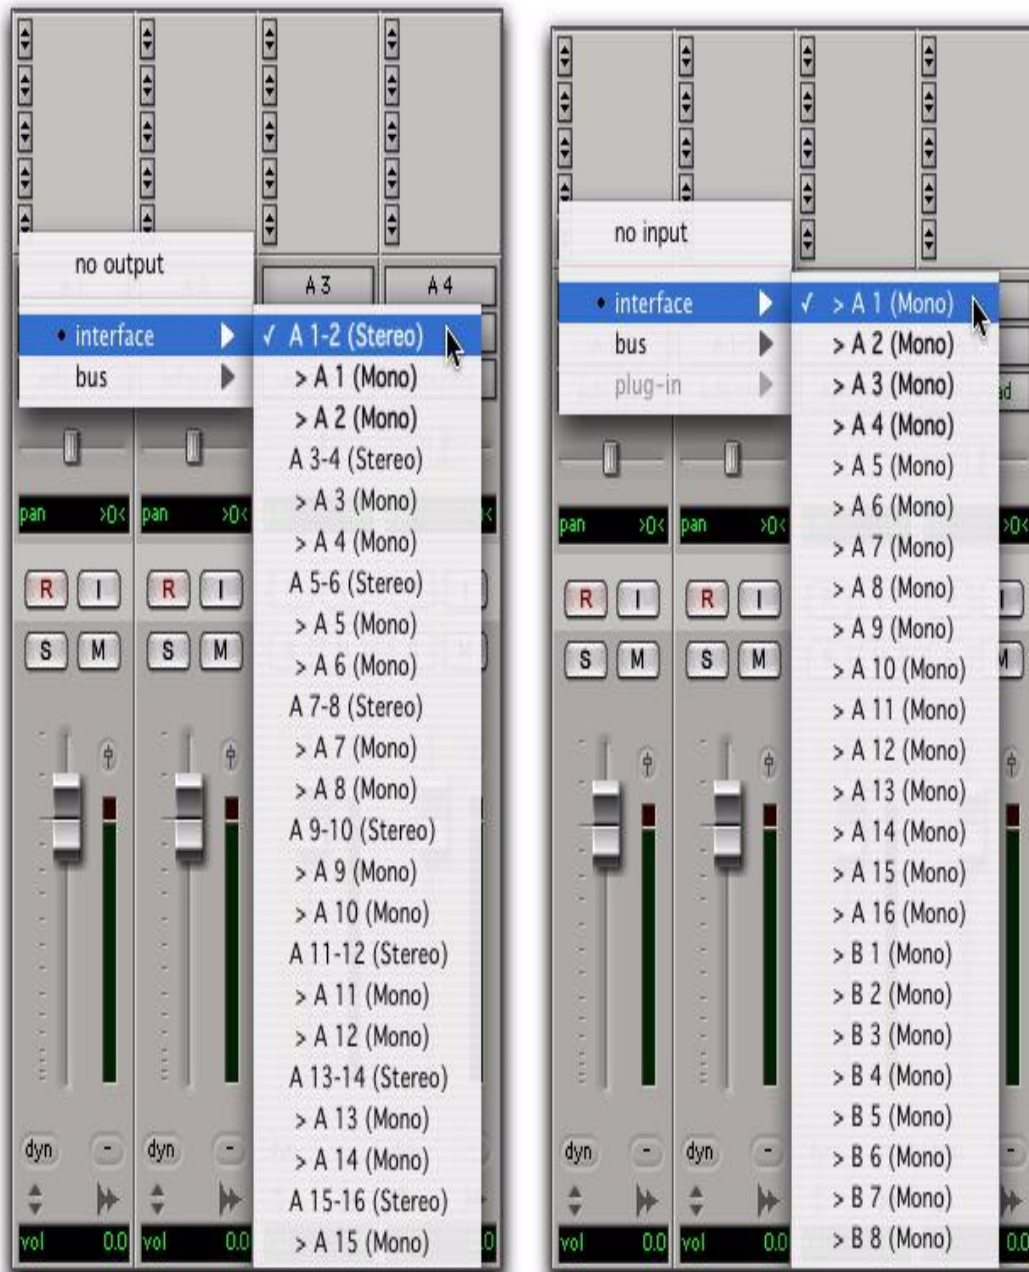 no output
• interface
bus
A 3
A 4
✓ A 1-2 (Stereo)
> A 1 (Mono)
> A 2 (Mono)
A 3-4 (Stereo)
> A 3 (Mono)
> A 4 (Mono)
A 5-6 (Stereo)
> A 5 (Mono)
> A 6 (Mono)
A 7-8 (Stereo)
> A 7 (Mono)
> A 8 (Mono)
A 9-10 (Stereo)
> A 9 (Mono)
> A 10 (Mono)
A 11-12 (Stereo)
> A 11 (Mono)
> A 12 (Mono)
A 13-14 (Stereo)
> A 13 (Mono)
> A 14 (Mono)
A 15-16 (Stereo)
> A 15 (Mono)
pan >0< pan >0<
R I R I
S M S M
dyn - dyn -
vol 0.0 vol 0.0
no input
• interface
bus
plug-in
✓ > A 1 (Mono)
> A 2 (Mono)
> A 3 (Mono)
> A 4 (Mono)
> A 5 (Mono)
> A 6 (Mono)
> A 7 (Mono)
> A 8 (Mono)
> A 9 (Mono)
> A 10 (Mono)
> A 11 (Mono)
> A 12 (Mono)
> A 13 (Mono)
> A 14 (Mono)
> A 15 (Mono)
> A 16 (Mono)
> B 1 (Mono)
> B 2 (Mono)
> B 3 (Mono)
> B 4 (Mono)
> B 5 (Mono)
> B 6 (Mono)
> B 7 (Mono)
> B 8 (Mono)
pan >0< pan >0< >0<
R I R I
S M S M
dyn - dyn - -
vol 0.0 vol 0.0 0.0